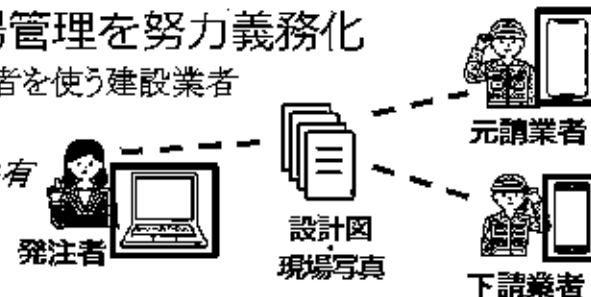 場管理を努力義務化
者を使う建設業者
有
発注者
設計図
・
現場写真
元請業者
下請業者